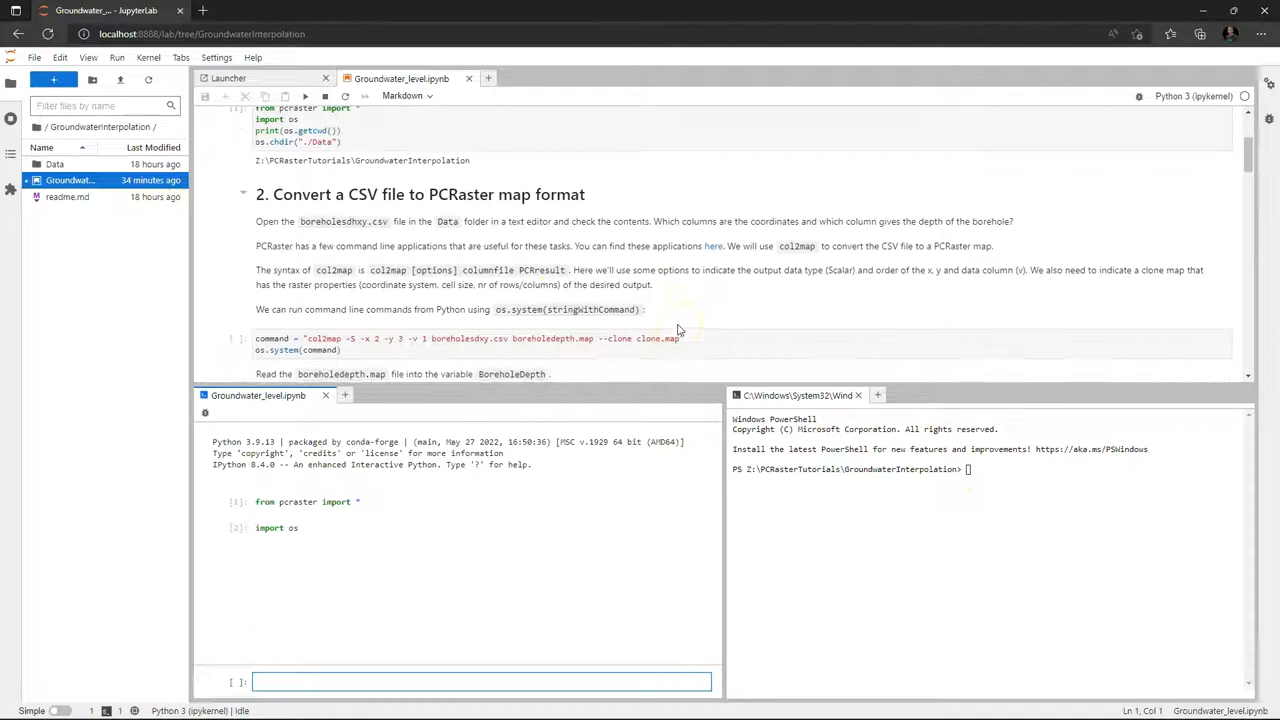 Groundwater_... - JupyterLab
localhost:8886/lab/tree/GroundwaterInterpolation
File Edit View Run Kernel Tabs Settings Help
Filter files by name
/ GroundwaterInterpolation /
Name Last Modified
Data 18 hours ago
Groundwat... 34 minutes ago
readme.md 18 hours ago
Launcher
Groundwater_level.ipynb
Markdown
Python 3 (ipykernel)
[1]: from pcraster import *
import os
print(os.getcwd())
os.chdir("./Data")
Z:\PCRasterTutorials\GroundwaterInterpolation
2. Convert a CSV file to PCRaster map format
Open the boreholesdhxy.csv file in the Data folder in a text editor and check the contents. Which columns are the coordinates and which column gives the depth of the borehole?
PCRaster has a few command line applications that are useful for these tasks. You can find these applications here. We will use col2map to convert the CSV file to a PCRaster map.
The syntax of col2map is col2map [options] columnfile PCRresult. Here we'll use some options to indicate the output data type (Scalar) and order of the x, y and data column (v). We also need to indicate a clone map that
has the raster properties (coordinate system, cell size, nr of rows/columns) of the desired output.
We can run command line commands from Python using os.system(stringWithCommand):
[ ]: command = "col2map -S -x 2 -y 3 -v 1 boreholesdxy.csv boreholedepth.map --clone clone.map"
os.system(command)
Read the boreholedepth.map file into the variable BoreholeDepth.
Groundwater_level.ipynb
Python 3.9.13 | packaged by conda-forge | (main, May 27 2022, 16:50:36) [MSC v.1929 64 bit (AMD64)]
Type 'copyright', 'credits' or 'license' for more information
IPython 8.4.0 -- An enhanced Interactive Python. Type '?' for help.
[1]: from pcraster import *
[2]: import os
[ ]:
C:\Windows\System32\Wind
Windows PowerShell
Copyright (C) Microsoft Corporation. All rights reserved.
Install the latest PowerShell for new features and improvements! https://aka.ms/PSWindows
PS Z:\PCRasterTutorials\GroundwaterInterpolation>
Simple 1 1 Python 3 (ipykernel) | Idle
Ln 1, Col 1 Groundwater_level.ipynb